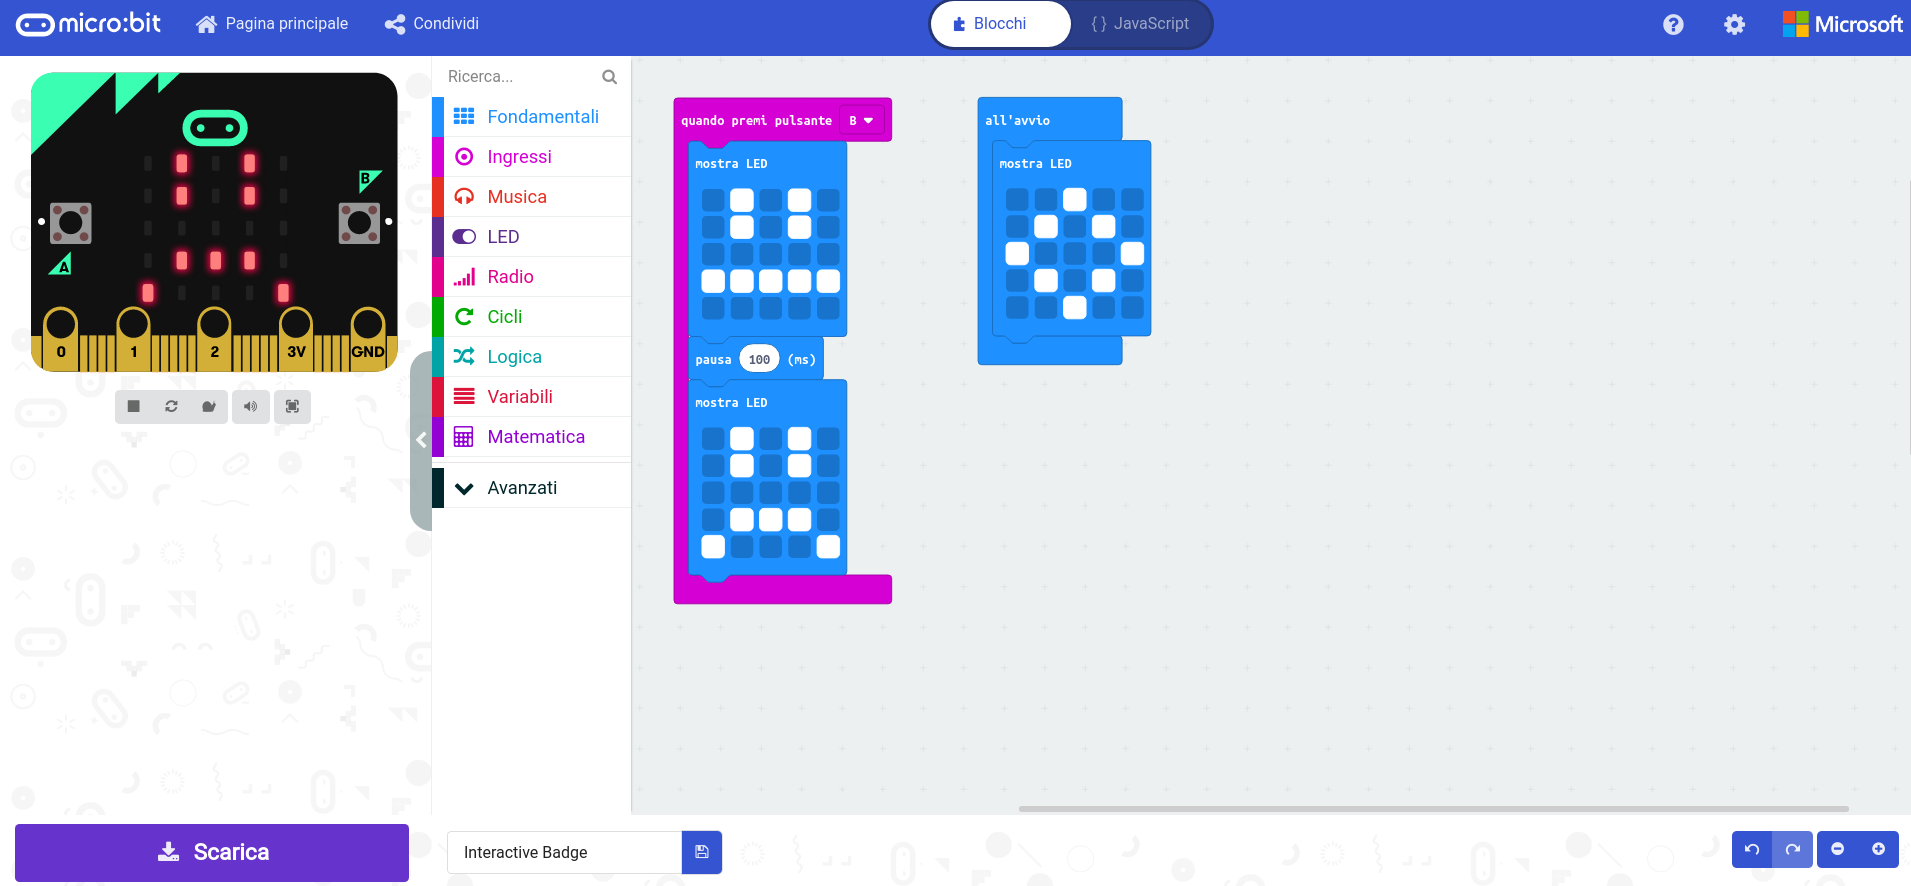 micro:bit
Pagina principale
Condividi
Blocchi
{ } JavaScript
Microsoft
B
A
0 1 2 3V GND
Ricerca...
Fondamentali
Ingressi
Musica
LED
Radio
Cicli
Logica
Variabili
Matematica
Avanzati
quando premi pulsante B
mostra LED
pausa 100 (ms)
mostra LED
all'avvio
mostra LED
Scarica
Interactive Badge